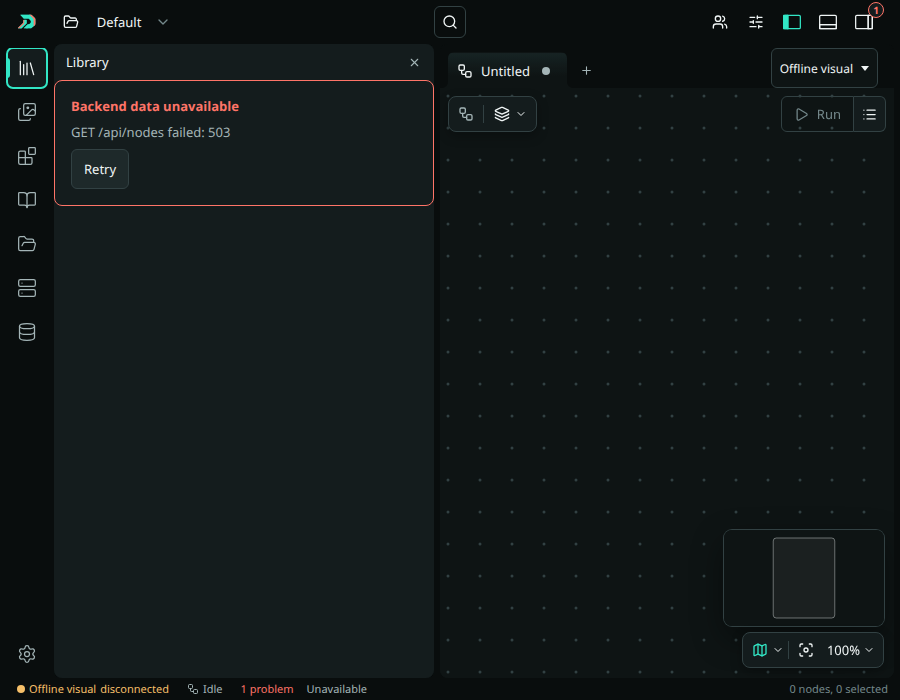 Default
1
Library
Untitled
Offline visual
Backend data unavailable
GET /api/nodes failed: 503
Retry
Run
100%
Offline visual disconnected
Idle
1 problem
Unavailable
0 nodes, 0 selected